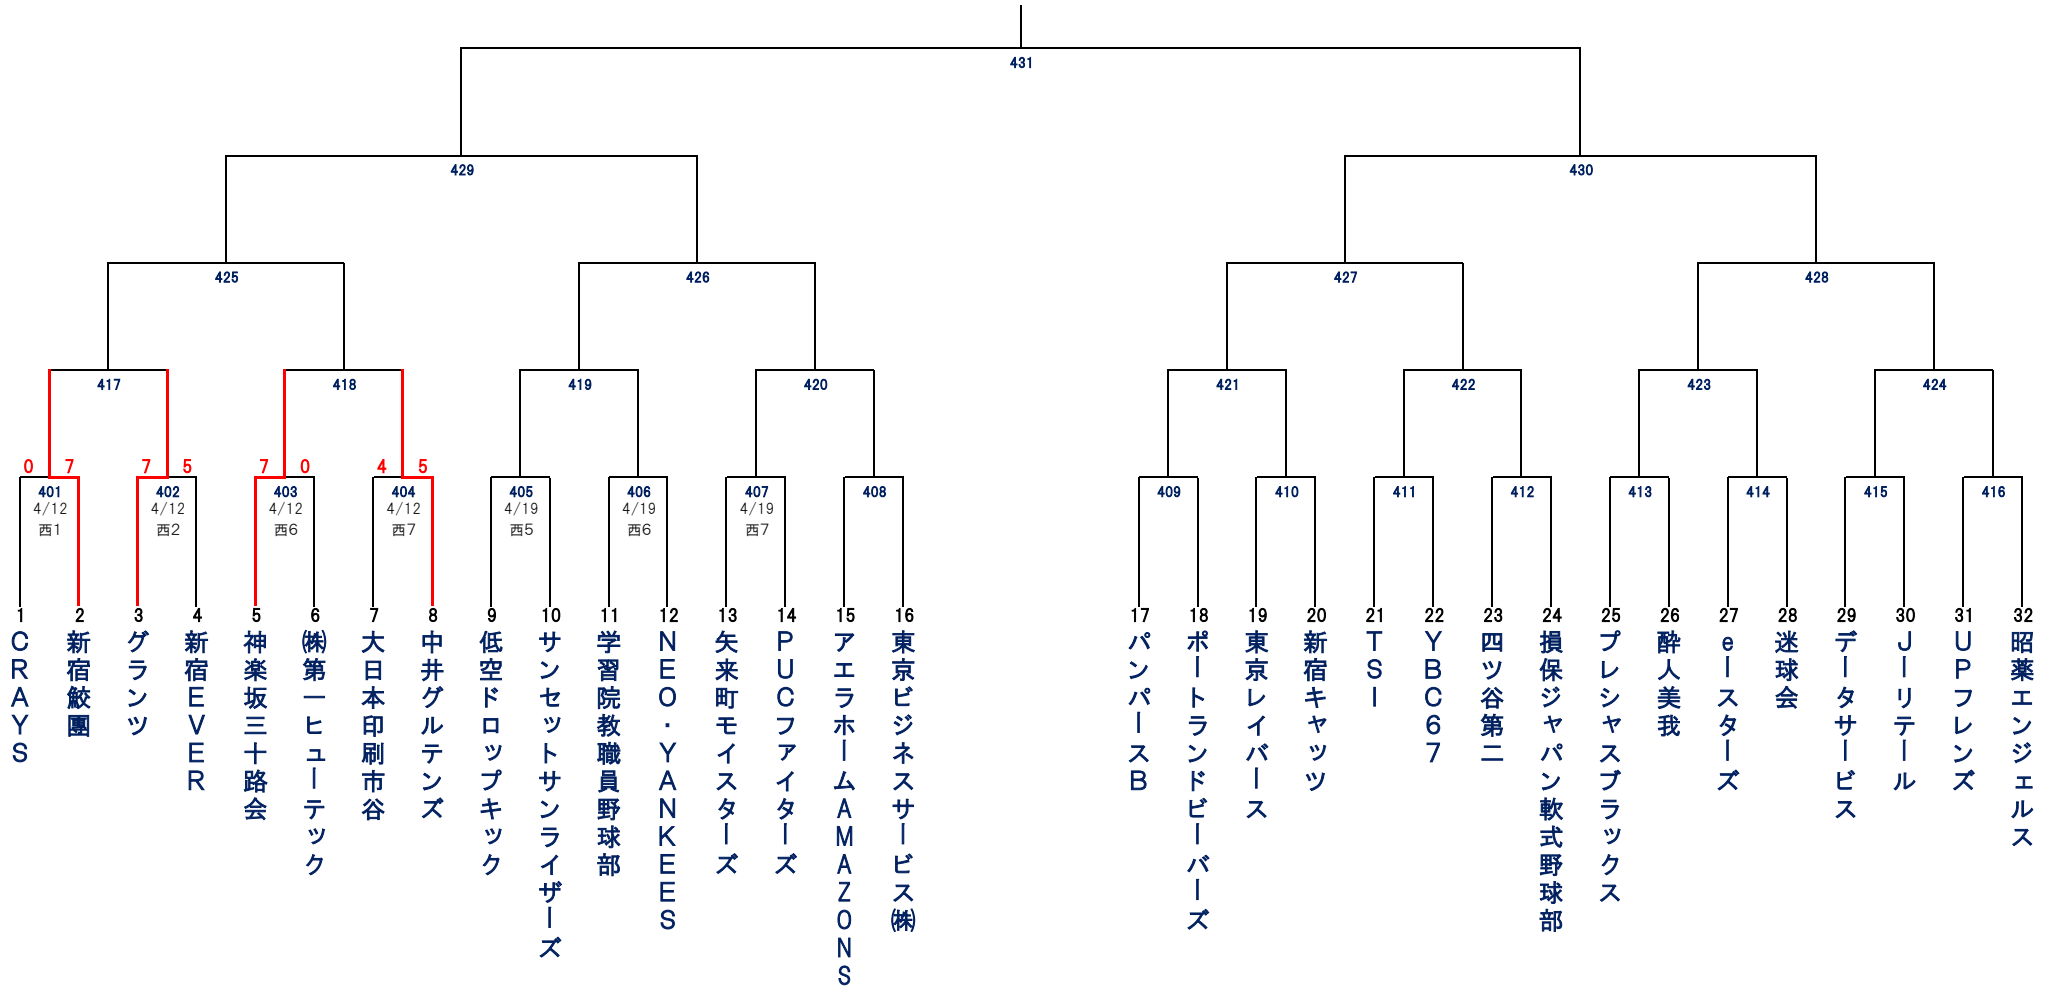 431
429
430
425
426
427
428
417
418
419
420
421
422
423
424
0 7
7 5
7 0
4 5
401
4/12
西1
402
4/12
西2
403
4/12
西6
404
4/12
西7
405
4/19
西5
406
4/19
西6
407
4/19
西7
408
409
410
411
412
413
414
415
416
1
CRAYS
2
新宿鮫團
3
グランツ
4
新宿EVER
5
神楽坂三十路会
6
㈱第一ヒューテック
7
大日本印刷市谷
8
中井グルテンズ
9
低空ドロップキック
10
サンセットサンライザーズ
11
学習院教職員野球部
12
NEO・YANKEES
13
矢来町モイスターズ
14
PUCファイターズ
15
アエラホームAMAZONS
16
東京ビジネスサービス㈱
17
パンパースB
18
ポートランドビーバーズ
19
東京レイバース
20
新宿キャッツ
21
TSI
22
YBC67
23
四ツ谷第二
24
損保ジャパン軟式野球部
25
プレシャスブラックス
26
酔人美我
27
eースターズ
28
迷球会
29
データサービス
30
Jーリテール
31
UPフレンズ
32
昭薬エンジェルス